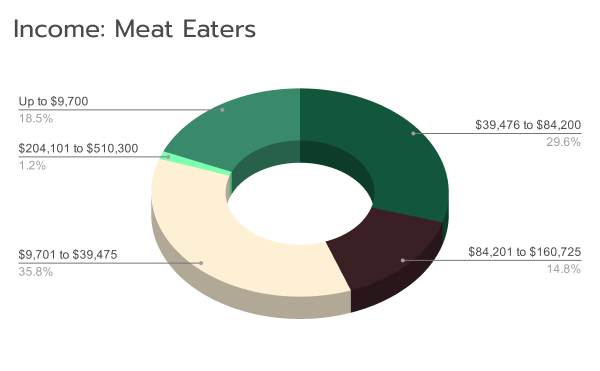 Income: Meat Eaters
Up to $9,700
18.5%
$39,476 to $84,200
29.6%
$204,101 to $510,300
1.2%
$9,701 to $39,475
35.8%
$84,201 to $160,725
14.8%